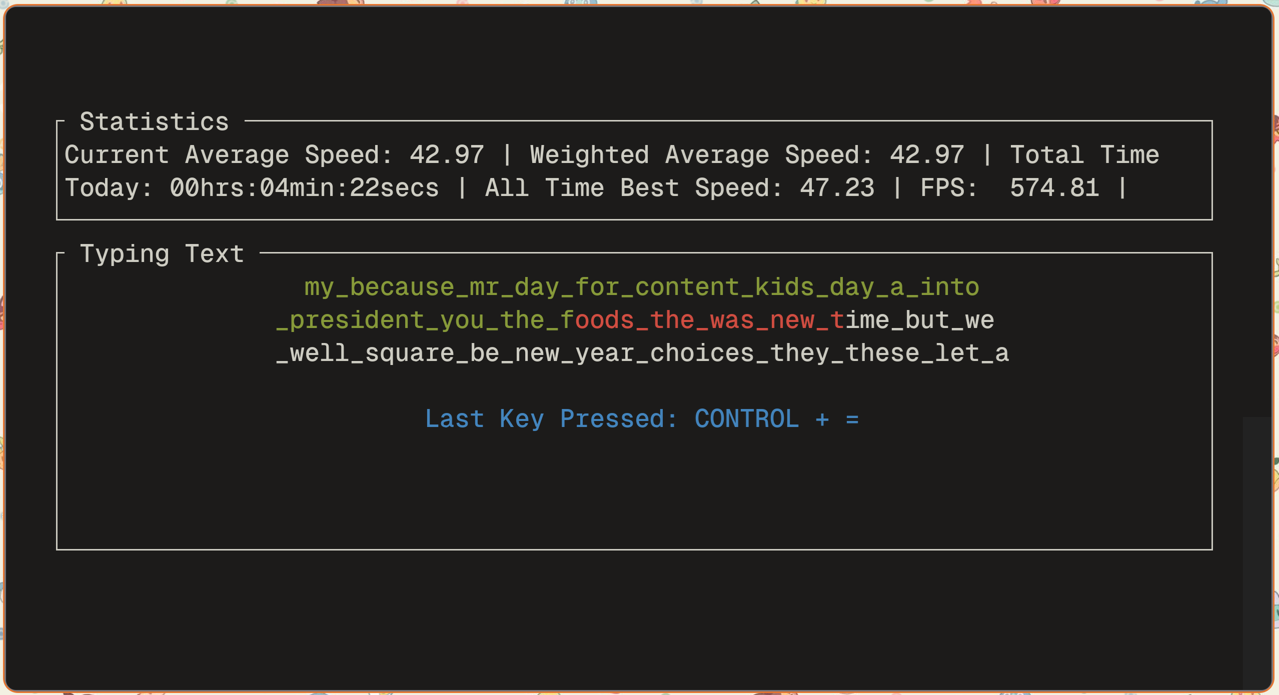 Statistics
Current Average Speed: 42.97 | Weighted Average Speed: 42.97 | Total Time
Today: 00hrs:04min:22secs | All Time Best Speed: 47.23 | FPS:  574.81 |
Typing Text
my_because_mr_day_for_content_kids_day_a_into
_president_you_the_foods_the_was_new_time_but_we
_well_square_be_new_year_choices_they_these_let_a
Last Key Pressed: CONTROL + =